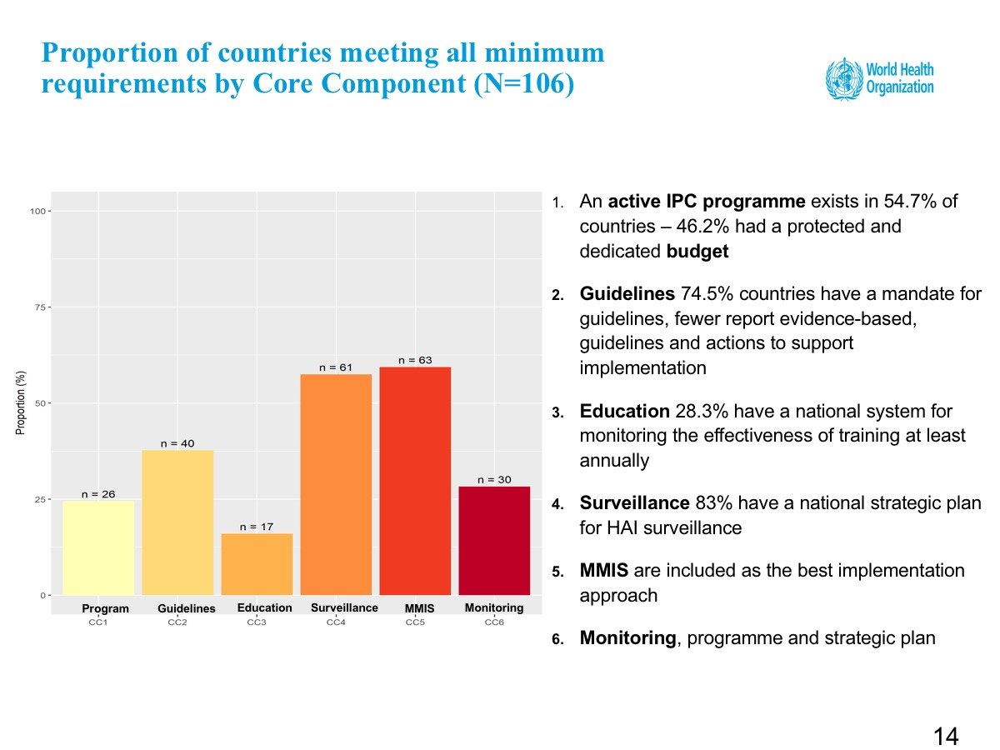 Proportion of countries meeting all minimum
requirements by Core Component (N=106)
World Health
Organization
Proportion (%)
100
75
50
25
0
n = 26
n = 40
n = 17
n = 61
n = 63
n = 30
Program
Guidelines
Education
Surveillance
MMIS
Monitoring
CC1
CC2
CC3
CC4
CC5
CC6
1. An active IPC programme exists in 54.7% of
countries – 46.2% had a protected and
dedicated budget
2. Guidelines 74.5% countries have a mandate for
guidelines, fewer report evidence-based,
guidelines and actions to support
implementation
3. Education 28.3% have a national system for
monitoring the effectiveness of training at least
annually
4. Surveillance 83% have a national strategic plan
for HAI surveillance
5. MMIS are included as the best implementation
approach
6. Monitoring, programme and strategic plan
14